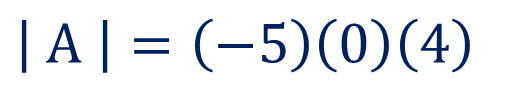 | A | = (−5)(0)(4)